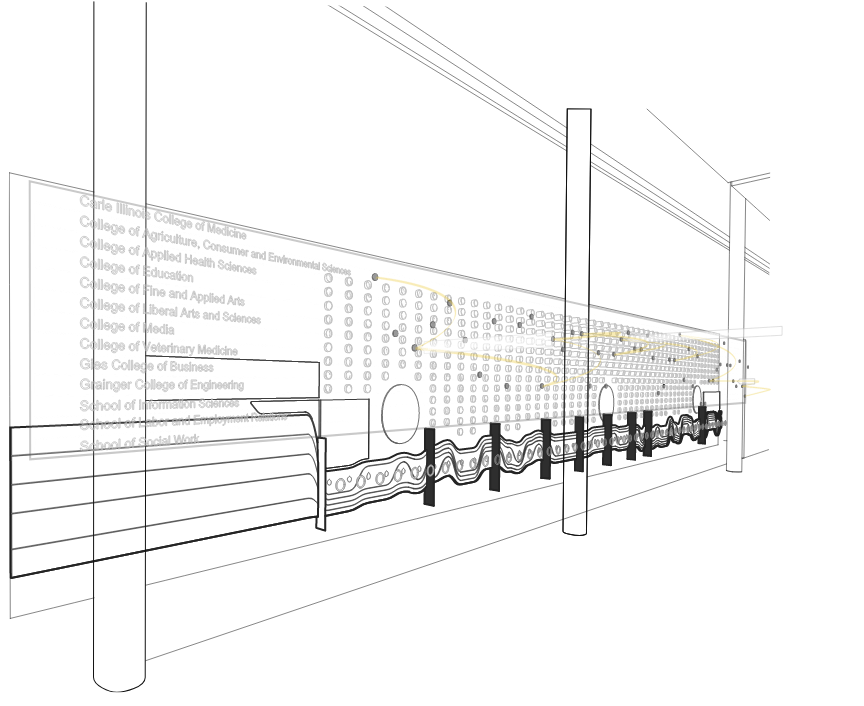 Carle Illinois College of Medicine
College of Agriculture, Consumer and Environmental Sciences
College of Applied Health Sciences
College of Education
College of Fine and Applied Arts
College of Liberal Arts and Sciences
College of Media
College of Veterinary Medicine
Gies College of Business
Grainger College of Engineering
School of Information Sciences
School of Labor and Employment Relations
School of Social Work